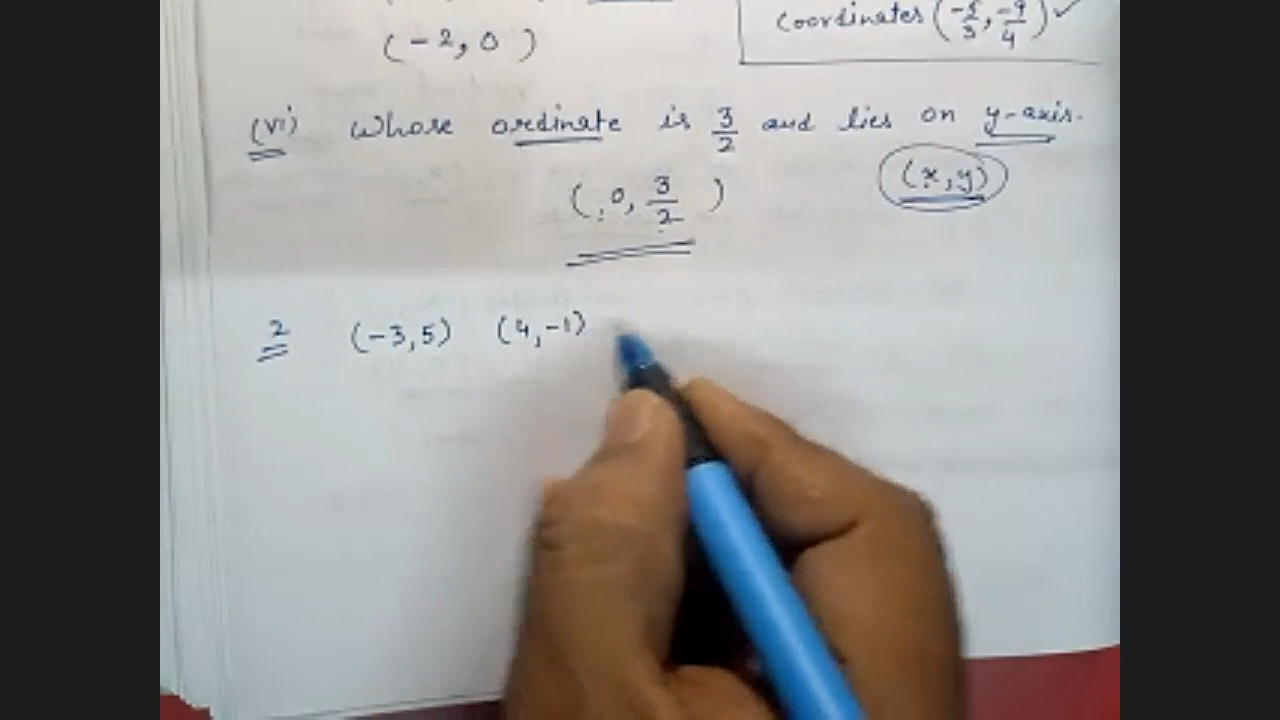 coordinates (-5/3, -9/4) ✓
(-2, 0)
(vi) whose ordinate is 3/2 and lies on y-axis.
(x, y)
(0, 3/2)
2 (-3, 5) (4, -1)